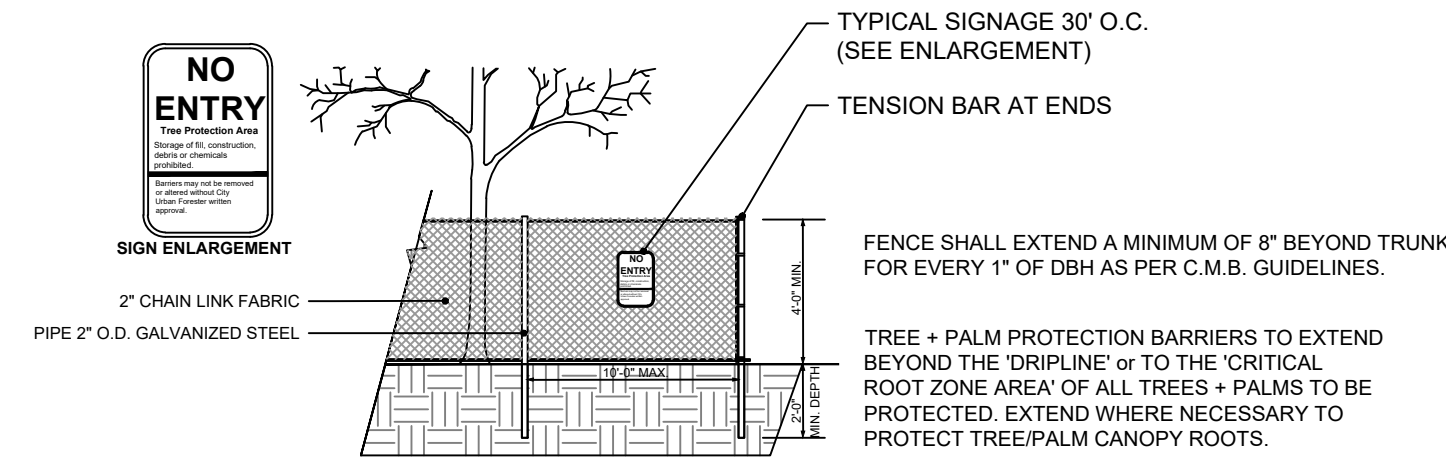 NO
ENTRY
Tree Protection Area
Storage of fill, construction,
debris or chemicals
prohibited.
Barriers may not be removed
or altered without City
Urban Forester written
approval.
SIGN ENLARGEMENT
2" CHAIN LINK FABRIC
PIPE 2" O.D. GALVANIZED STEEL
TYPICAL SIGNAGE 30' O.C.
(SEE ENLARGEMENT)
TENSION BAR AT ENDS
NO
ENTRY
Tree Protection Area
10'-0" MAX.
4'-0" MIN.
2'-0"
MIN. DEPTH
FENCE SHALL EXTEND A MINIMUM OF 8" BEYOND TRUNK
FOR EVERY 1" OF DBH AS PER C.M.B. GUIDELINES.
TREE + PALM PROTECTION BARRIERS TO EXTEND
BEYOND THE 'DRIPLINE' or TO THE 'CRITICAL
ROOT ZONE AREA' OF ALL TREES + PALMS TO BE
PROTECTED. EXTEND WHERE NECESSARY TO
PROTECT TREE/PALM CANOPY ROOTS.